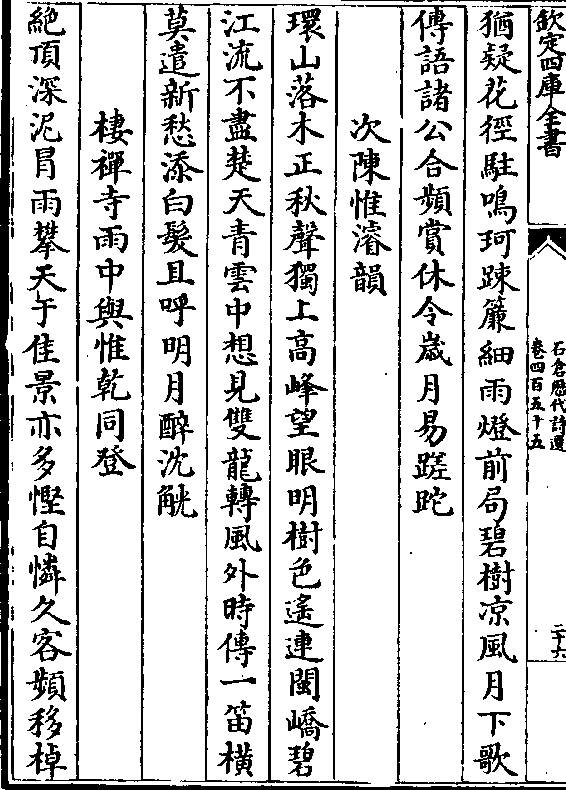 欽定四庫全書
石倉歷代詩選
卷四百五十五
二十六
猶疑花徑駐鳴珂踈簾細雨燈前局碧樹凉風月下歌
傳語諸公合頻賞休令歲月易蹉跎
次陳惟濬韻
環山落木正秋聲獨上高峰望眼明樹色遙連閩嶠碧
江流不盡楚天青雲中想見雙龍轉風外時傳一笛橫
莫遣新愁添白髮且呼明月醉沈觥
棲禪寺雨中與惟乾同登
絶頂深泥冐雨攀天于佳景亦多慳自憐久客頻移棹